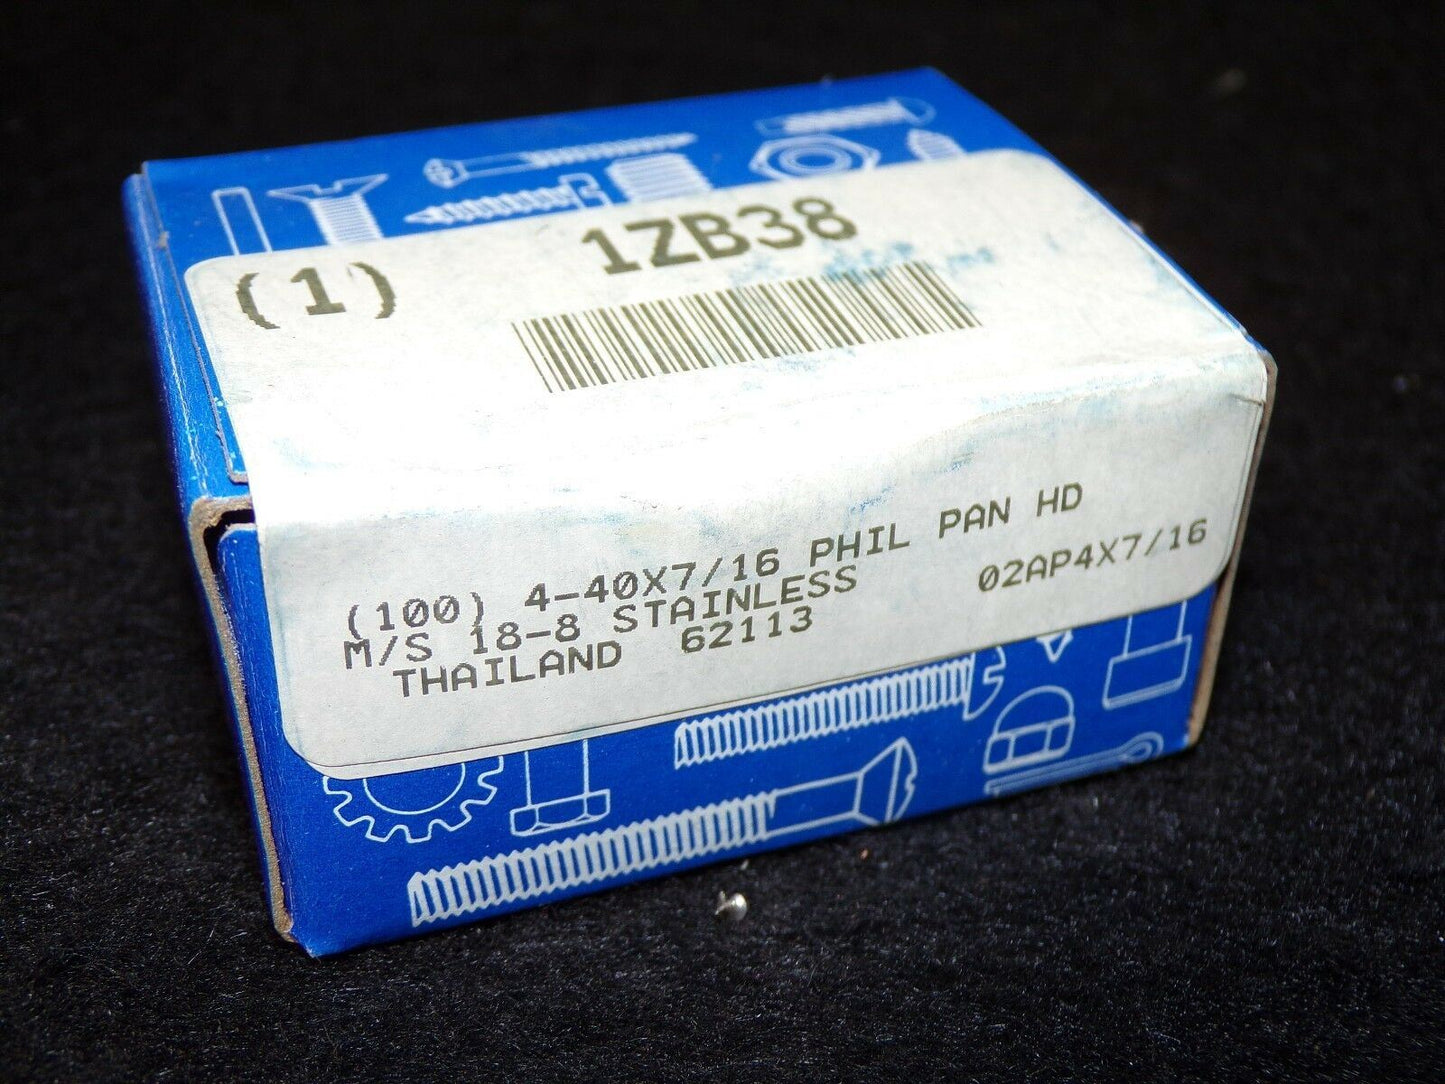 (1) 1ZB38
(100) 4-40X7/16 PHIL PAN HD
M/S 18-8 STAINLESS 02AP4X7/16
THAILAND 62113